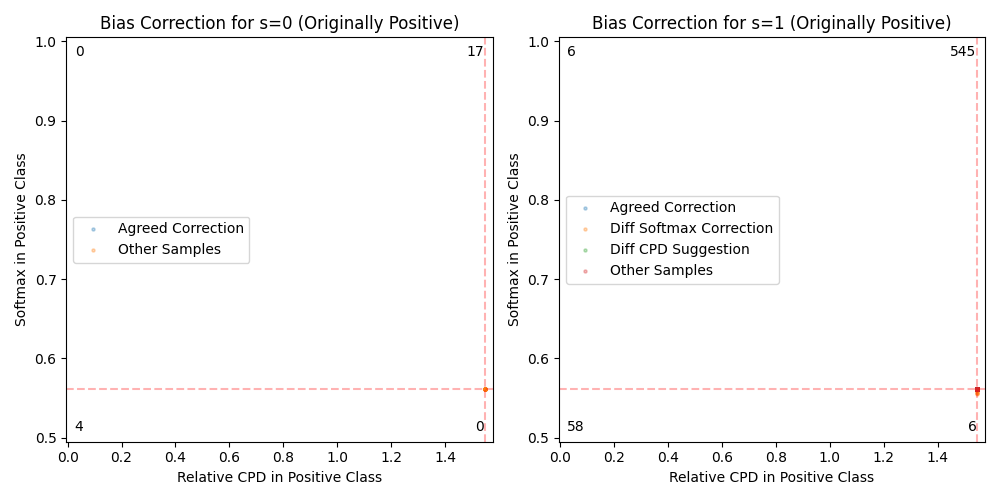 Bias Correction for s=0 (Originally Positive)
1.0
0.9
0.8
0.7
0.6
0.5
Softmax in Positive Class
0
17
Agreed Correction
Other Samples
4
0
0.0 0.2 0.4 0.6 0.8 1.0 1.2 1.4
Relative CPD in Positive Class
Bias Correction for s=1 (Originally Positive)
1.0
0.9
0.8
0.7
0.6
0.5
Softmax in Positive Class
6
545
Agreed Correction
Diff Softmax Correction
Diff CPD Suggestion
Other Samples
58
6
0.0 0.2 0.4 0.6 0.8 1.0 1.2 1.4
Relative CPD in Positive Class